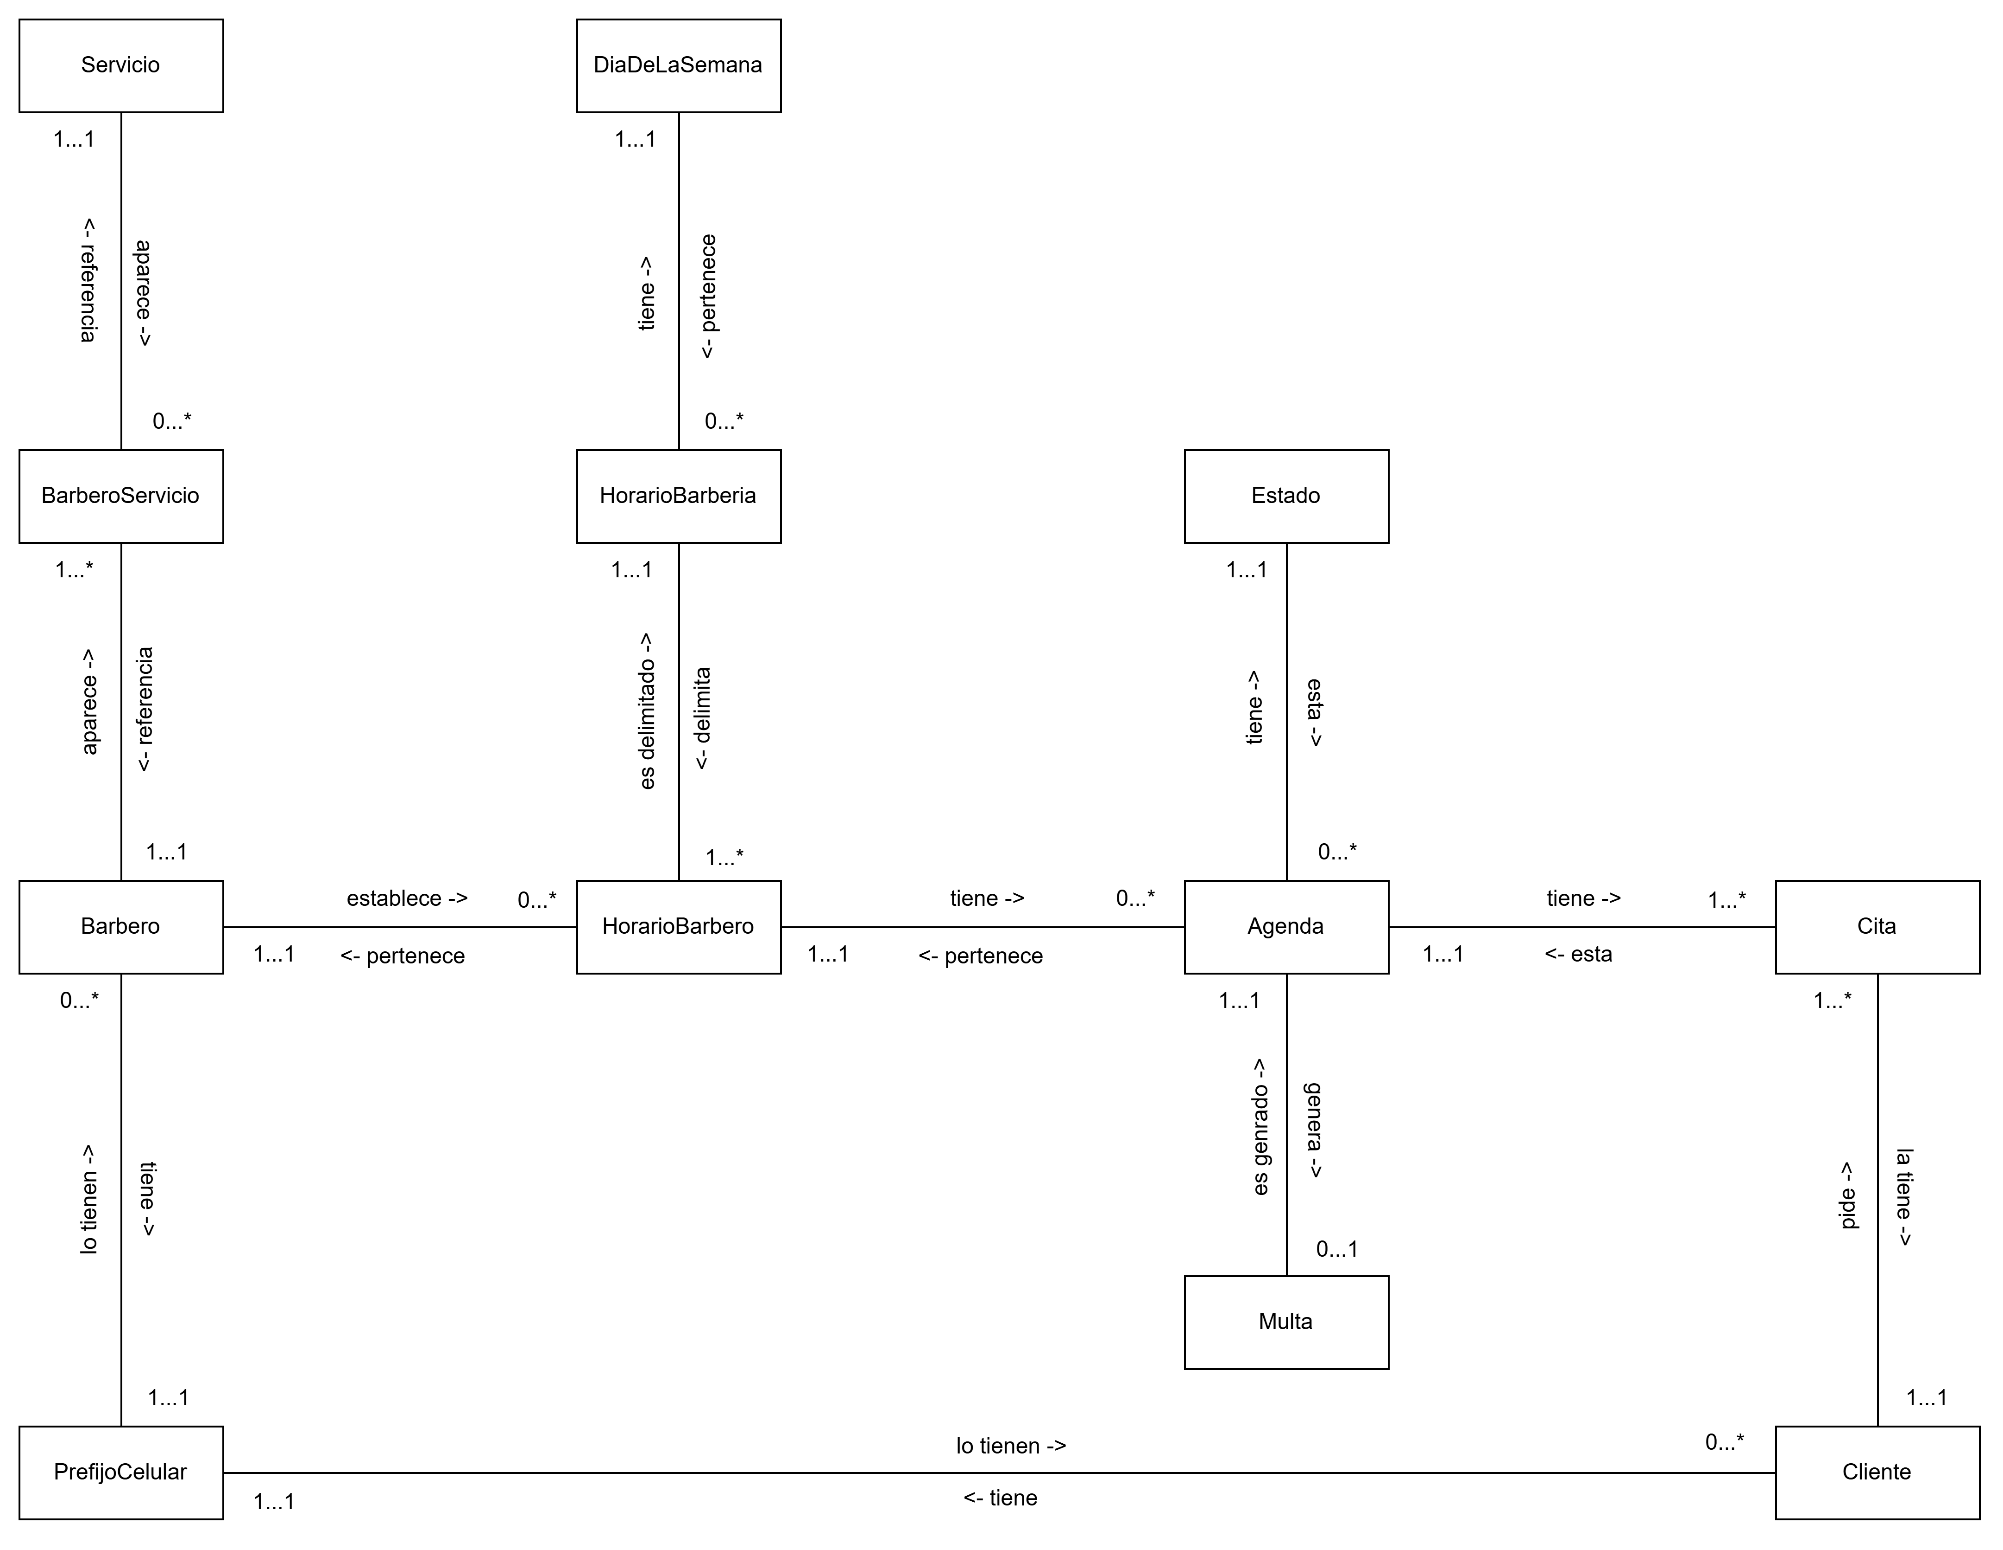 Servicio
DiaDeLaSemana
1...1
1...1
<- referencia
aparece ->
tiene ->
<- pertenece
0...*
0...*
BarberoServicio
HorarioBarberia
Estado
1...*
1...1
1...1
aparece ->
<- referencia
es delimitado ->
<- delimita
tiene ->
esta ->
1...1
1...*
0...*
Barbero
establece ->
0...*
1...1
<- pertenece
HorarioBarbero
tiene ->
0...*
1...1
<- pertenece
Agenda
tiene ->
1...*
1...1
<- esta
Cita
0...*
1...1
1...*
lo tienen ->
tiene ->
es genrado ->
genera ->
pide ->
la tiene ->
0...1
Multa
1...1
1...1
PrefijoCelular
lo tienen ->
0...*
1...1
<- tiene
Cliente